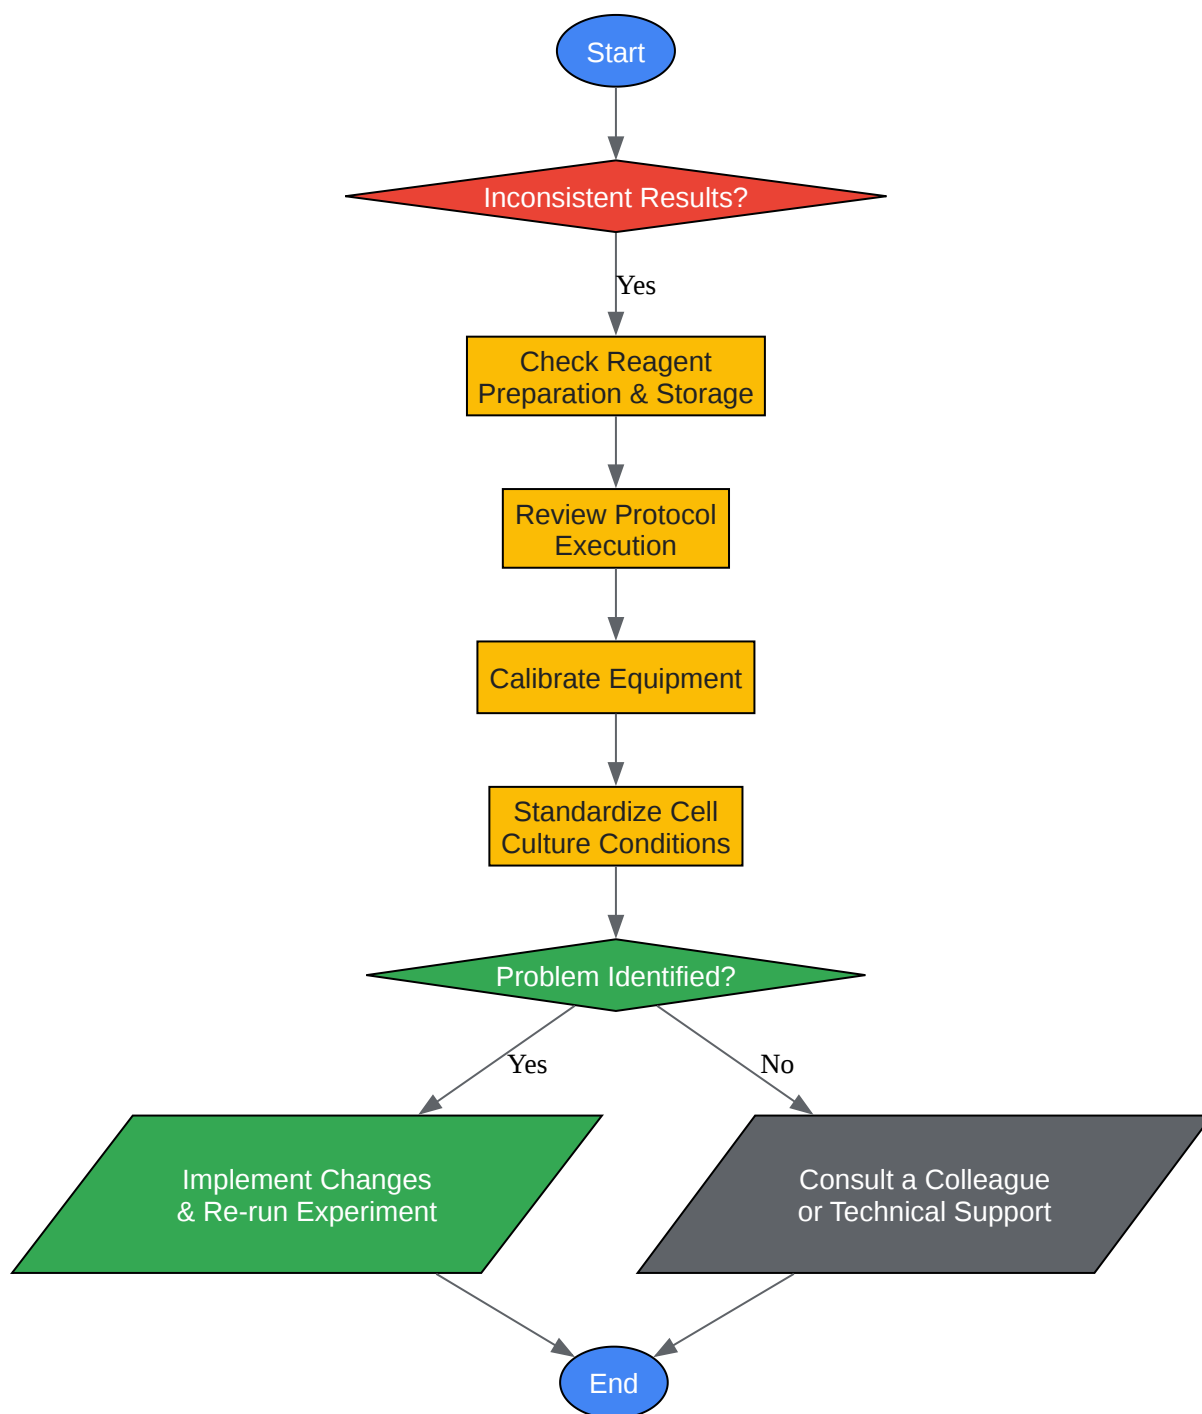 Start
Inconsistent Results?
Yes
Check Reagent
Preparation & Storage
Review Protocol
Execution
Calibrate Equipment
Standardize Cell
Culture Conditions
Problem Identified?
Yes
No
Implement Changes
& Re-run Experiment
Consult a Colleague
or Technical Support
End